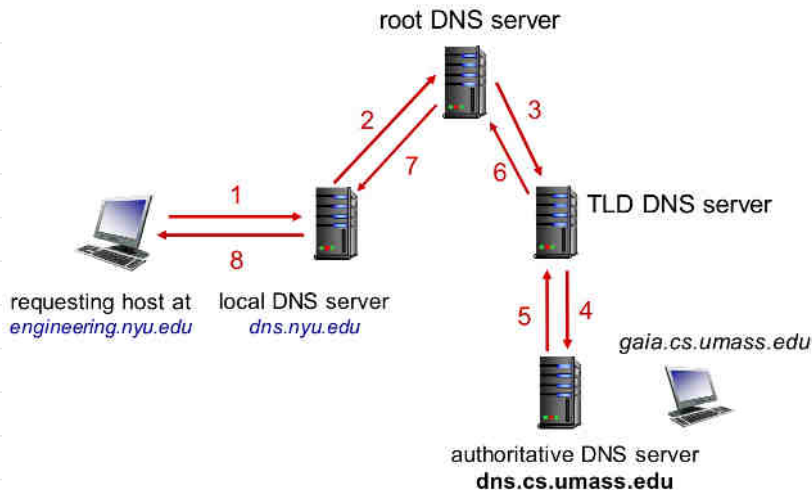 root DNS server
2
3
7
6
1
TLD DNS server
8
requesting host at
engineering.nyu.edu
local DNS server
dns.nyu.edu
5
4
gaia.cs.umass.edu
authoritative DNS server
dns.cs.umass.edu